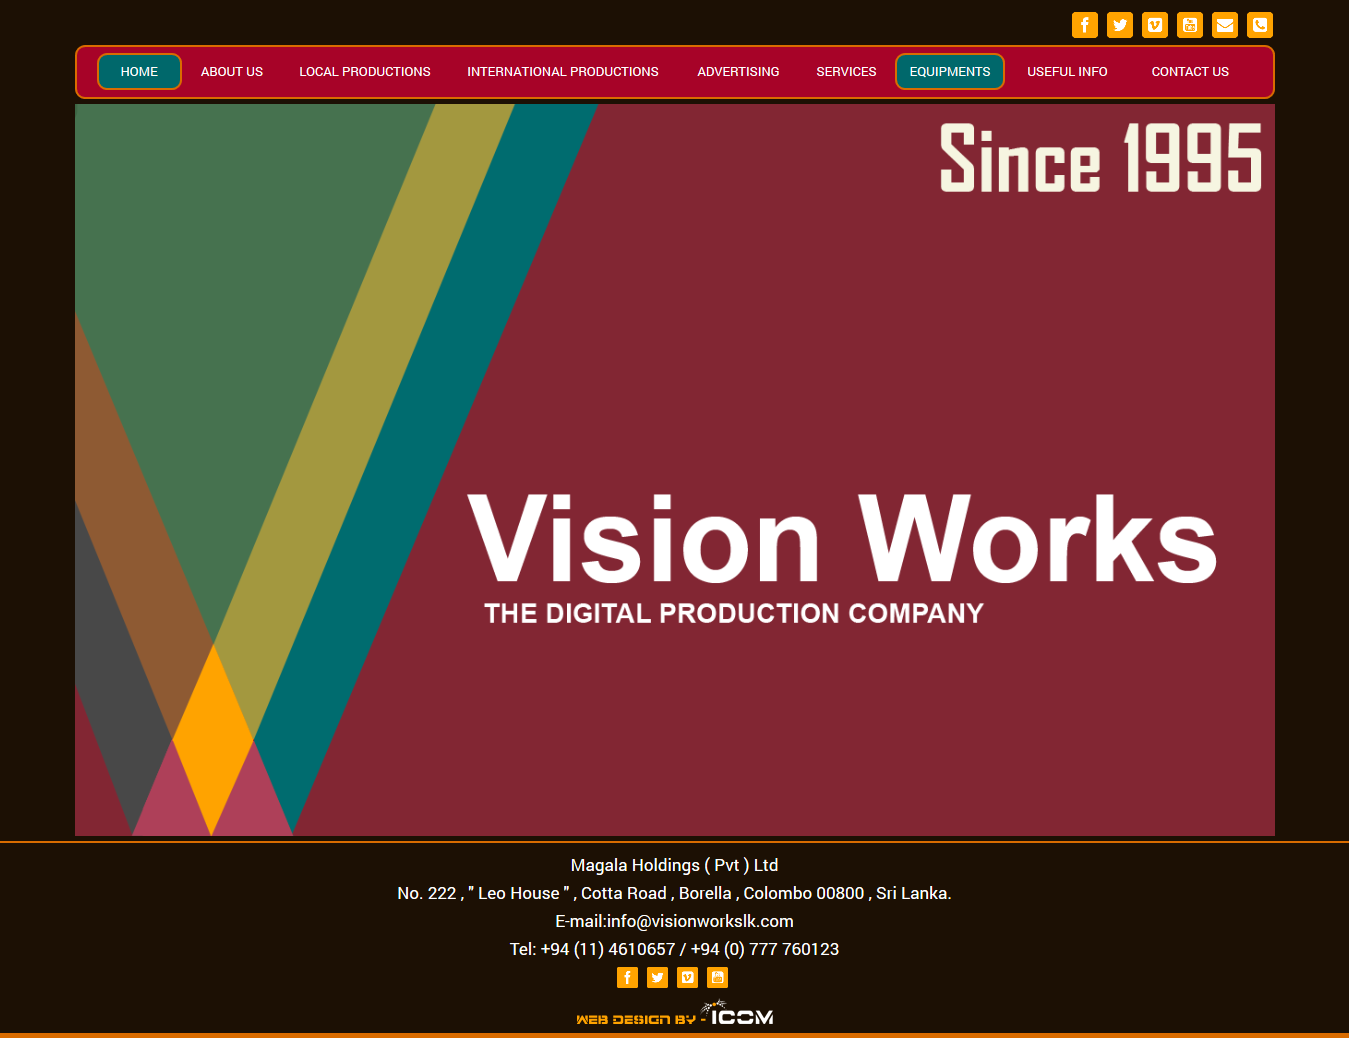 HOME ABOUT US LOCAL PRODUCTIONS INTERNATIONAL PRODUCTIONS ADVERTISING SERVICES EQUIPMENTS USEFUL INFO CONTACT US
Since 1995
Vision Works
THE DIGITAL PRODUCTION COMPANY
Magala Holdings ( Pvt ) Ltd
No. 222 , " Leo House " , Cotta Road , Borella , Colombo 00800 , Sri Lanka.
E-mail:info@visionworkslk.com
Tel: +94 (11) 4610657 / +94 (0) 777 760123
WEB DESIGN BY - ICOM